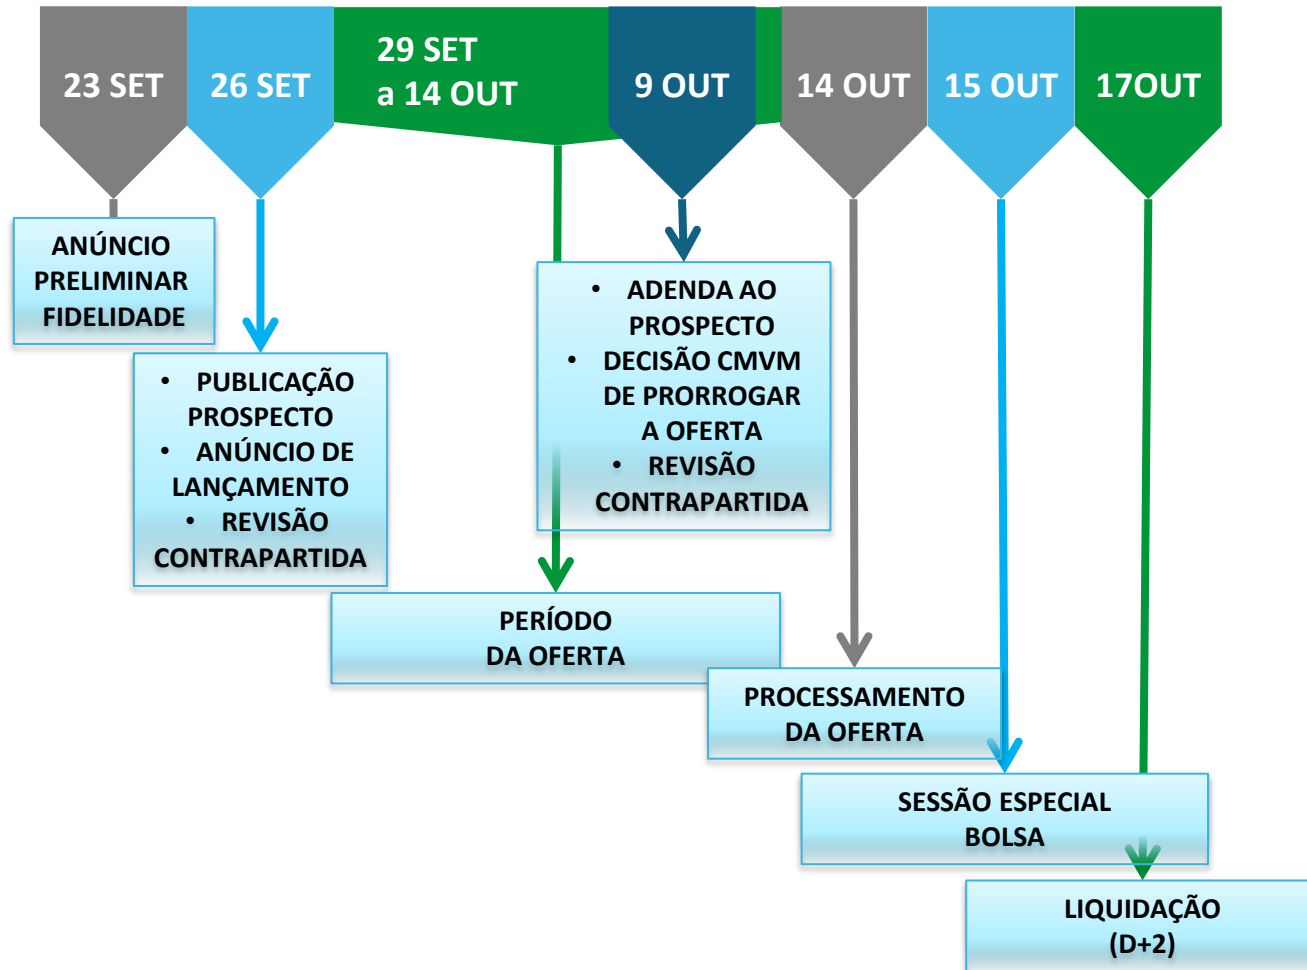 23 SET
26 SET
29 SET
a 14 OUT
9 OUT
14 OUT
15 OUT
17OUT
ANÚNCIO
PRELIMINAR
FIDELIDADE
• PUBLICAÇÃO
PROSPECTO
• ANÚNCIO DE
LANÇAMENTO
• REVISÃO
CONTRAPARTIDA
• ADENDA AO
PROSPECTO
• DECISÃO CMVM
DE PRORROGAR
A OFERTA
• REVISÃO
CONTRAPARTIDA
PERÍODO
DA OFERTA
PROCESSAMENTO
DA OFERTA
SESSÃO ESPECIAL
BOLSA
LIQUIDAÇÃO
(D+2)